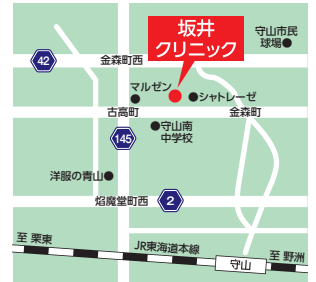 坂井
クリニック
守山市民
球場
42
金森町西
マルゼン
シャトレーゼ
古高町
金森町
守山南
中学校
145
洋服の青山
焰魔堂町西
2
至 栗東
JR東海道本線
守山
至 野洲